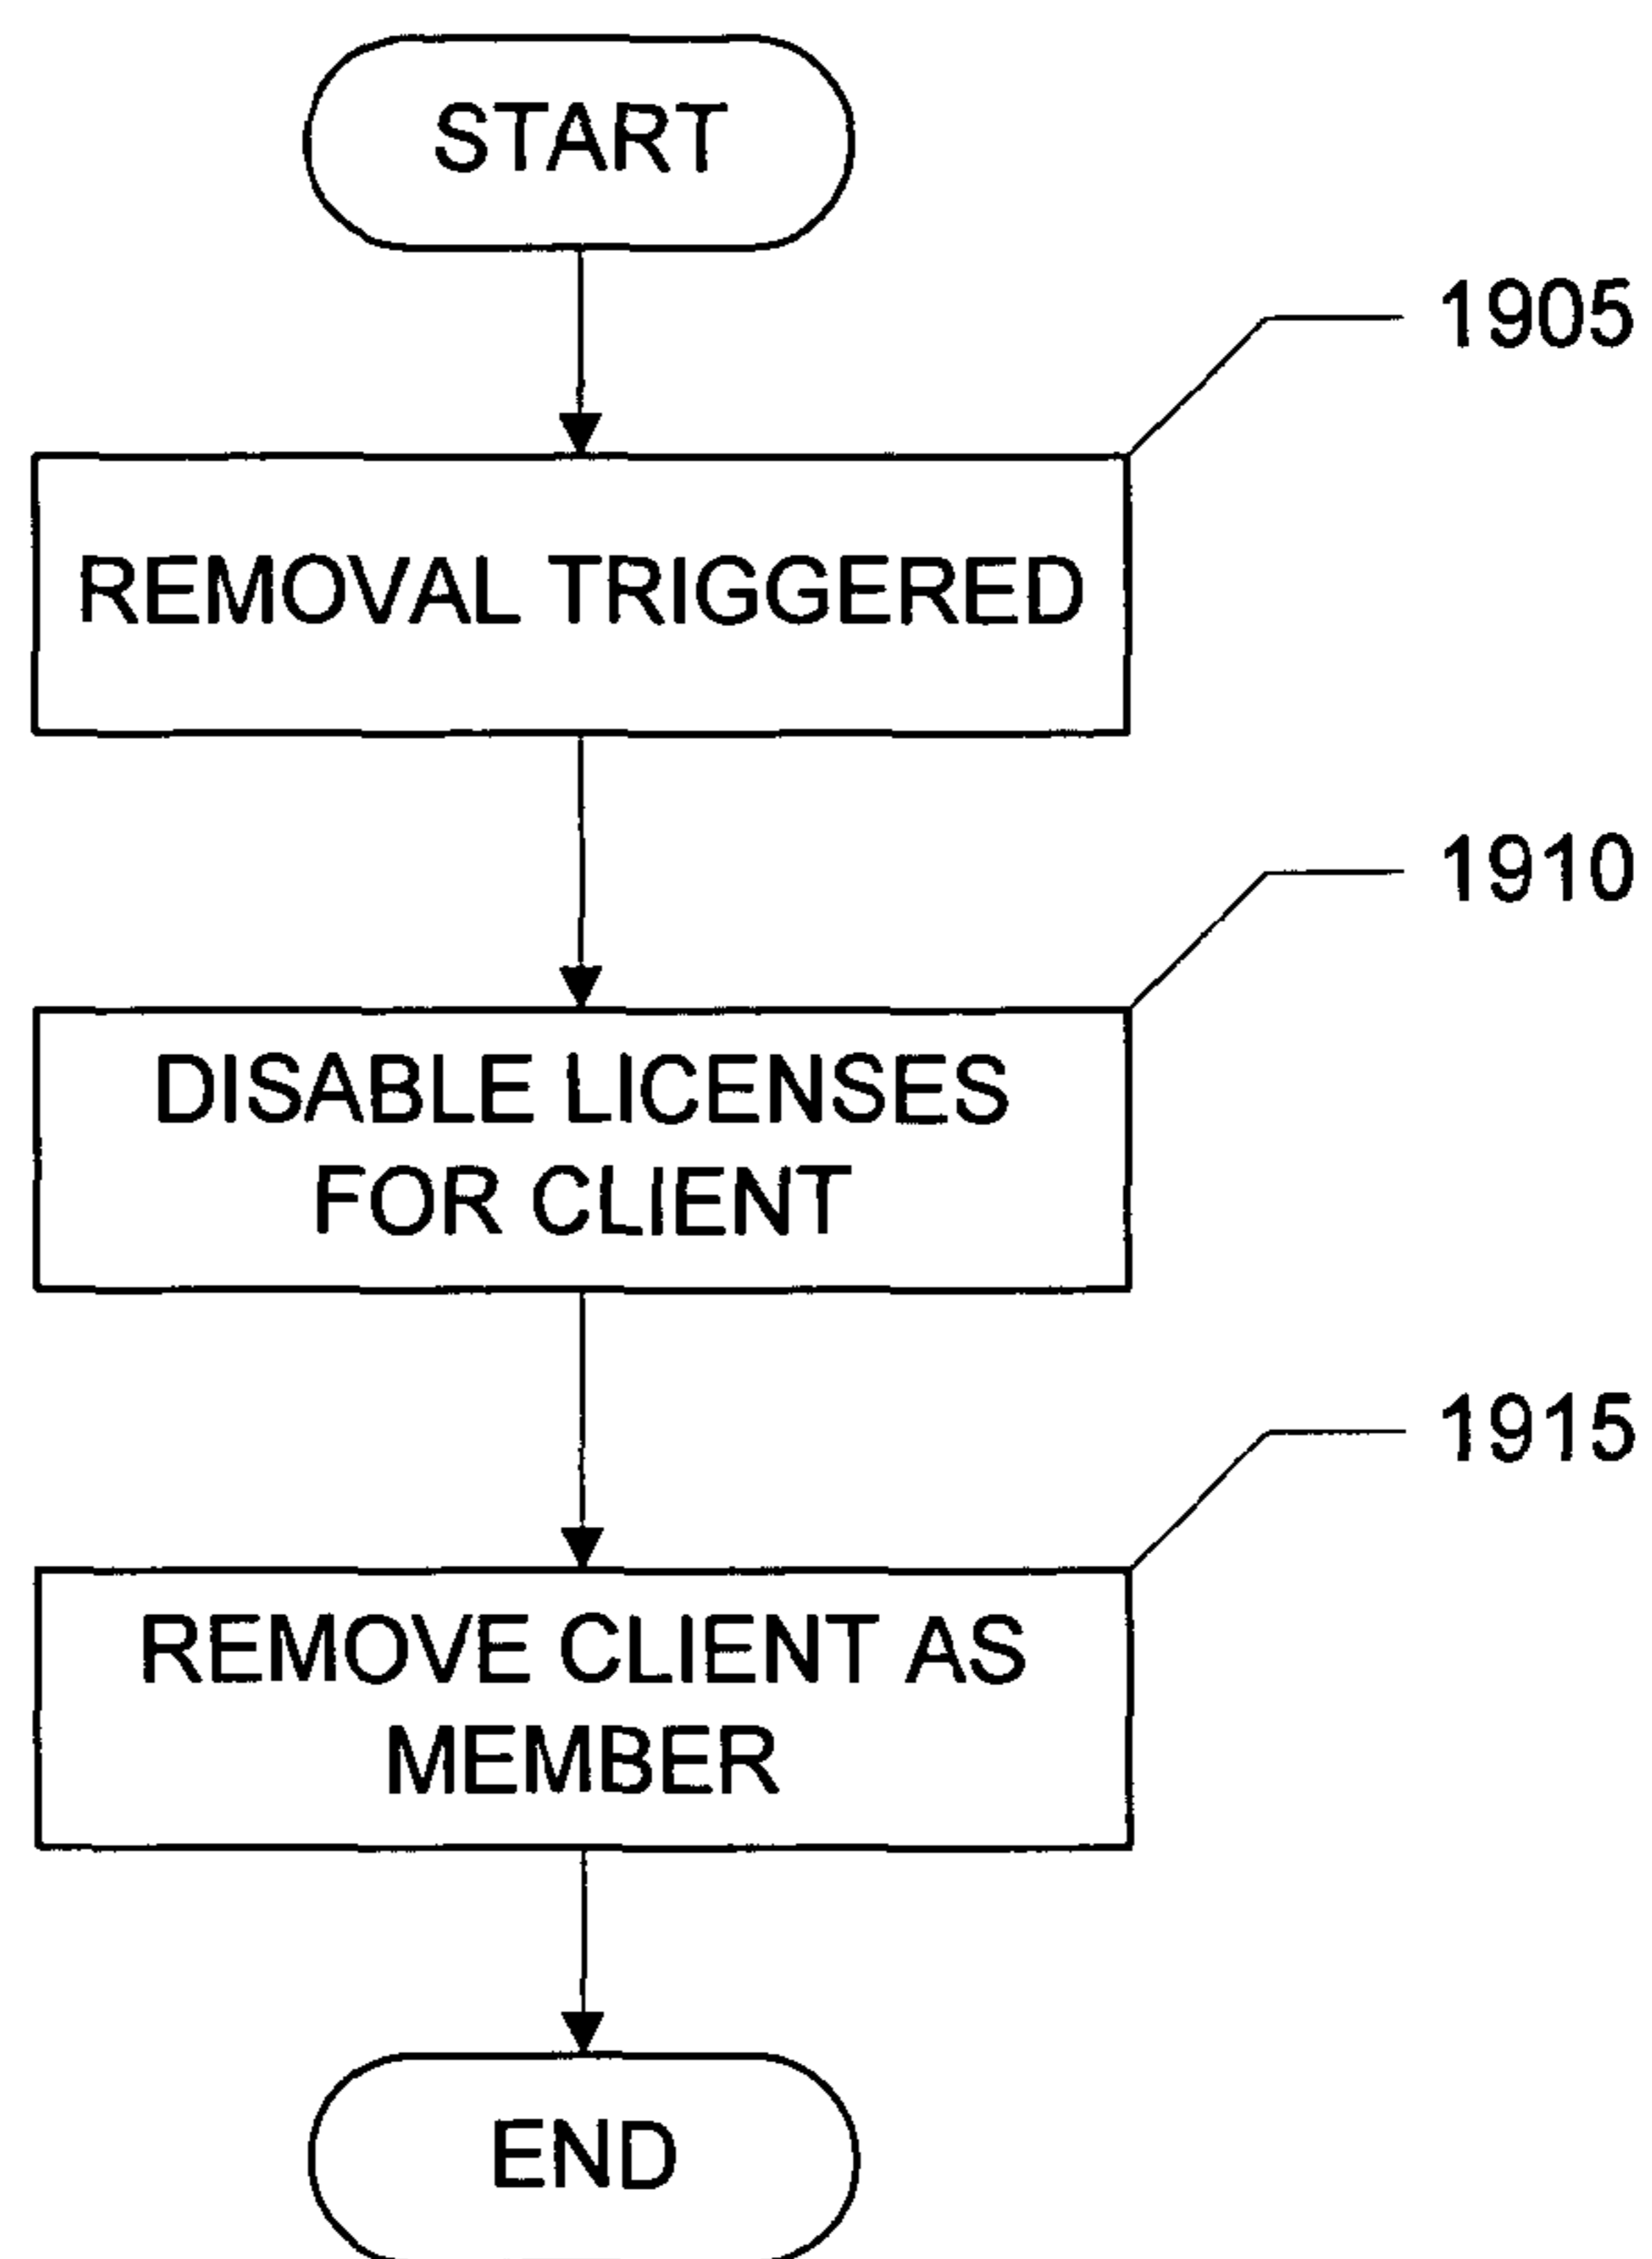 START
1905
REMOVAL TRIGGERED
1910
DISABLE LICENSES
FOR CLIENT
1915
REMOVE CLIENT AS
MEMBER
END